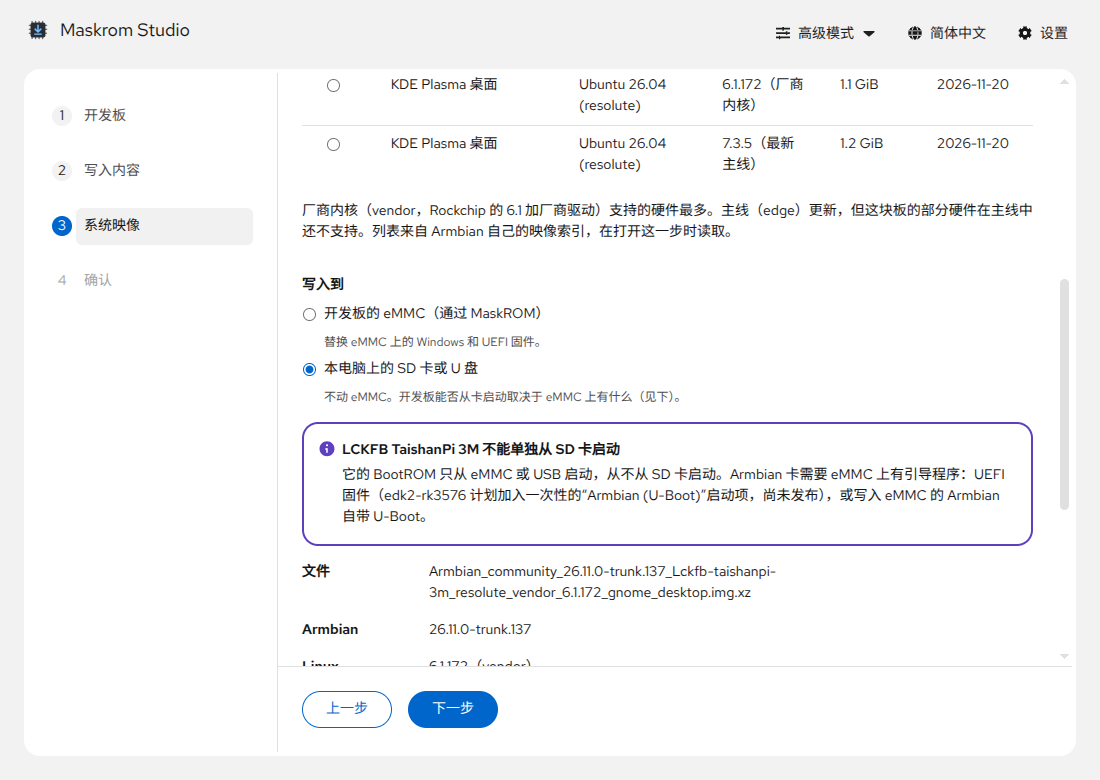 Maskrom Studio
高级模式
简体中文
设置
1 开发板
2 写入内容
3 系统映像
4 确认
KDE Plasma 桌面 Ubuntu 26.04 (resolute) 6.1.172（厂商内核） 1.1 GiB 2026-11-20
KDE Plasma 桌面 Ubuntu 26.04 (resolute) 7.3.5（最新主线） 1.2 GiB 2026-11-20
厂商内核（vendor，Rockchip 的 6.1 加厂商驱动）支持的硬件最多。主线（edge）更新，但这块板的部分硬件在主线中
还不支持。列表来自 Armbian 自己的映像索引，在打开这一步时读取。
写入到
开发板的 eMMC（通过 MaskROM）
替换 eMMC 上的 Windows 和 UEFI 固件。
本电脑上的 SD 卡或 U 盘
不动 eMMC。开发板能否从卡启动取决于 eMMC 上有什么（见下）。
LCKFB TaishanPi 3M 不能单独从 SD 卡启动
它的 BootROM 只从 eMMC 或 USB 启动，从不从 SD 卡启动。Armbian 卡需要 eMMC 上有引导程序：UEFI
固件（edk2-rk3576 计划加入一次性的“Armbian (U-Boot)”启动项，尚未发布），或写入 eMMC 的 Armbian
自带 U-Boot。
文件 Armbian_community_26.11.0-trunk.137_Lckfb-taishanpi-
3m_resolute_vendor_6.1.172_gnome_desktop.img.xz
Armbian 26.11.0-trunk.137
Linux 6.1.172（vendor）
上一步
下一步